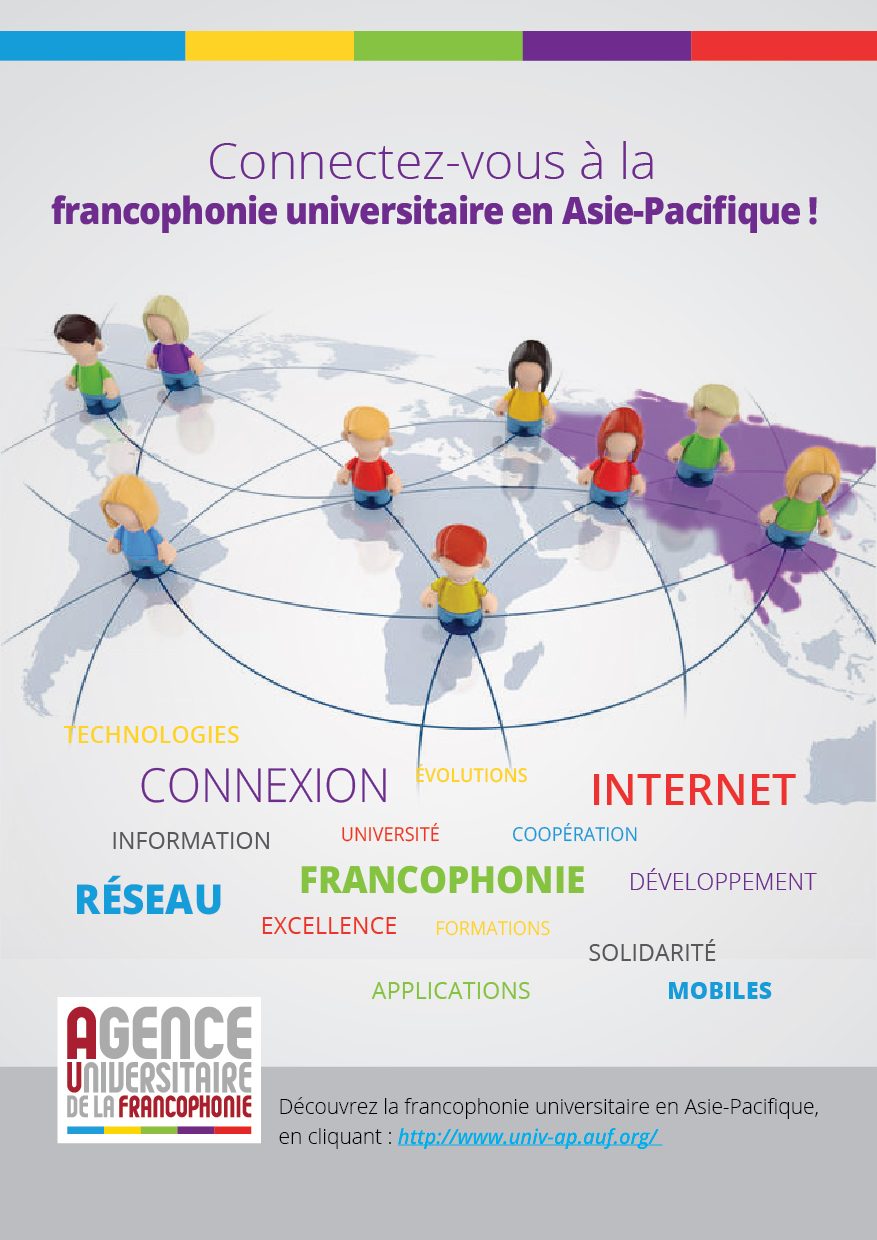 Connectez-vous à la
francophonie universitaire en Asie-Pacifique !
TECHNOLOGIES
CONNEXION
ÉVOLUTIONS
INTERNET
INFORMATION
UNIVERSITÉ
COOPÉRATION
RÉSEAU
FRANCOPHONIE
DÉVELOPPEMENT
EXCELLENCE
FORMATIONS
SOLIDARITÉ
APPLICATIONS
MOBILES
AGENCE
UNIVERSITAIRE
DE LA FRANCOPHONIE
Découvrez la francophonie universitaire en Asie-Pacifique,
en cliquant : http://www.univ-ap.auf.org/